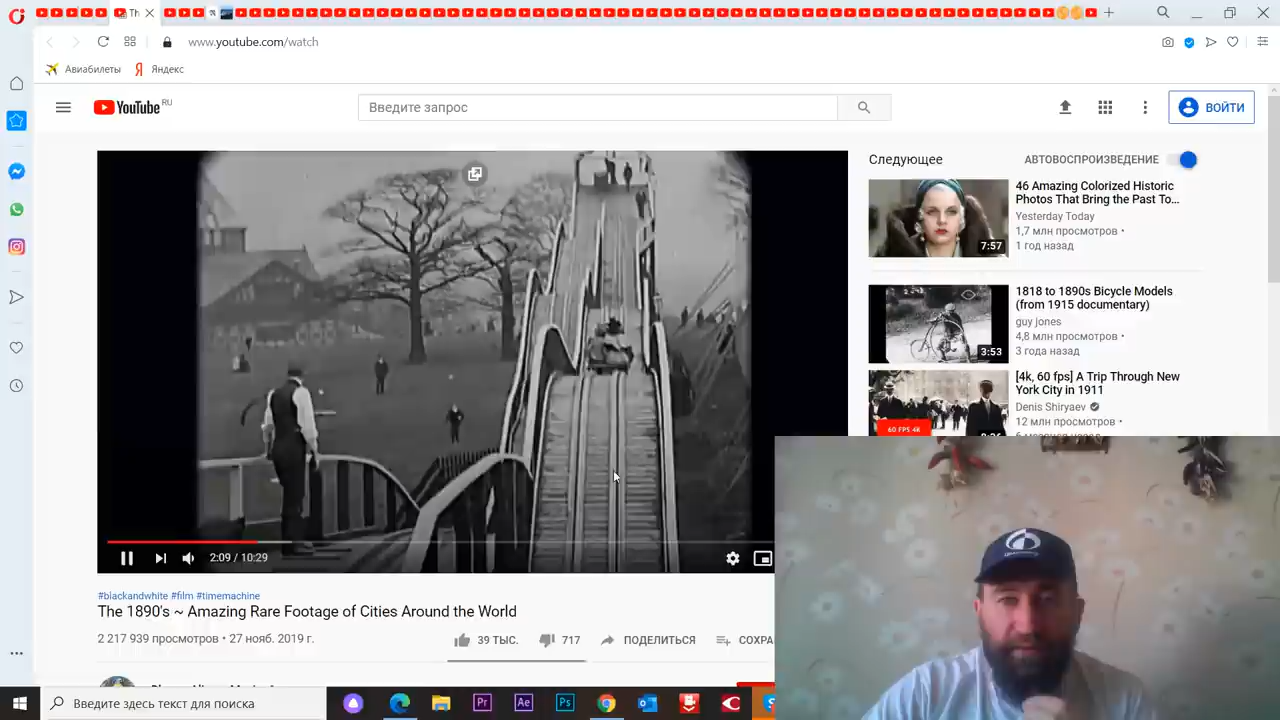 Th
www.youtube.com/watch
Авиабилеты
Я Яндекс
YouTube RU
Введите запрос
ВОЙТИ
Следующее
АВТОВОСПРОИЗВЕДЕНИЕ
46 Amazing Colorized Historic
Photos That Bring the Past To...
Yesterday Today
1,7 млн просмотров •
1 год назад
7:57
1818 to 1890s Bicycle Models
(from 1915 documentary)
guy jones
4,8 млн просмотров •
3 года назад
3:53
[4k, 60 fps] A Trip Through New
York City in 1911
Denis Shiryaev
12 млн просмотров •
60 FPS 4K
2:09 / 10:29
#blackandwhite #film #timemachine
The 1890's ~ Amazing Rare Footage of Cities Around the World
2 217 939 просмотров • 27 нояб. 2019 г.
39 ТЫС.
717
ПОДЕЛИТЬСЯ
СОХРА
Введите здесь текст для поиска
Pr
Ae
Ps